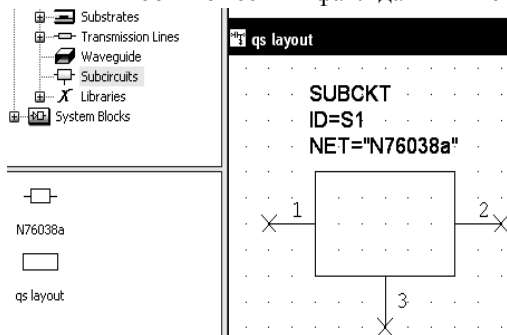 Substrates
Transmission Lines
Waveguide
Subcircuits
Libraries
System Blocks
N76038a
qs layout
qs layout
SUBCKT
ID=S1
NET="N76038a"
1
2
3